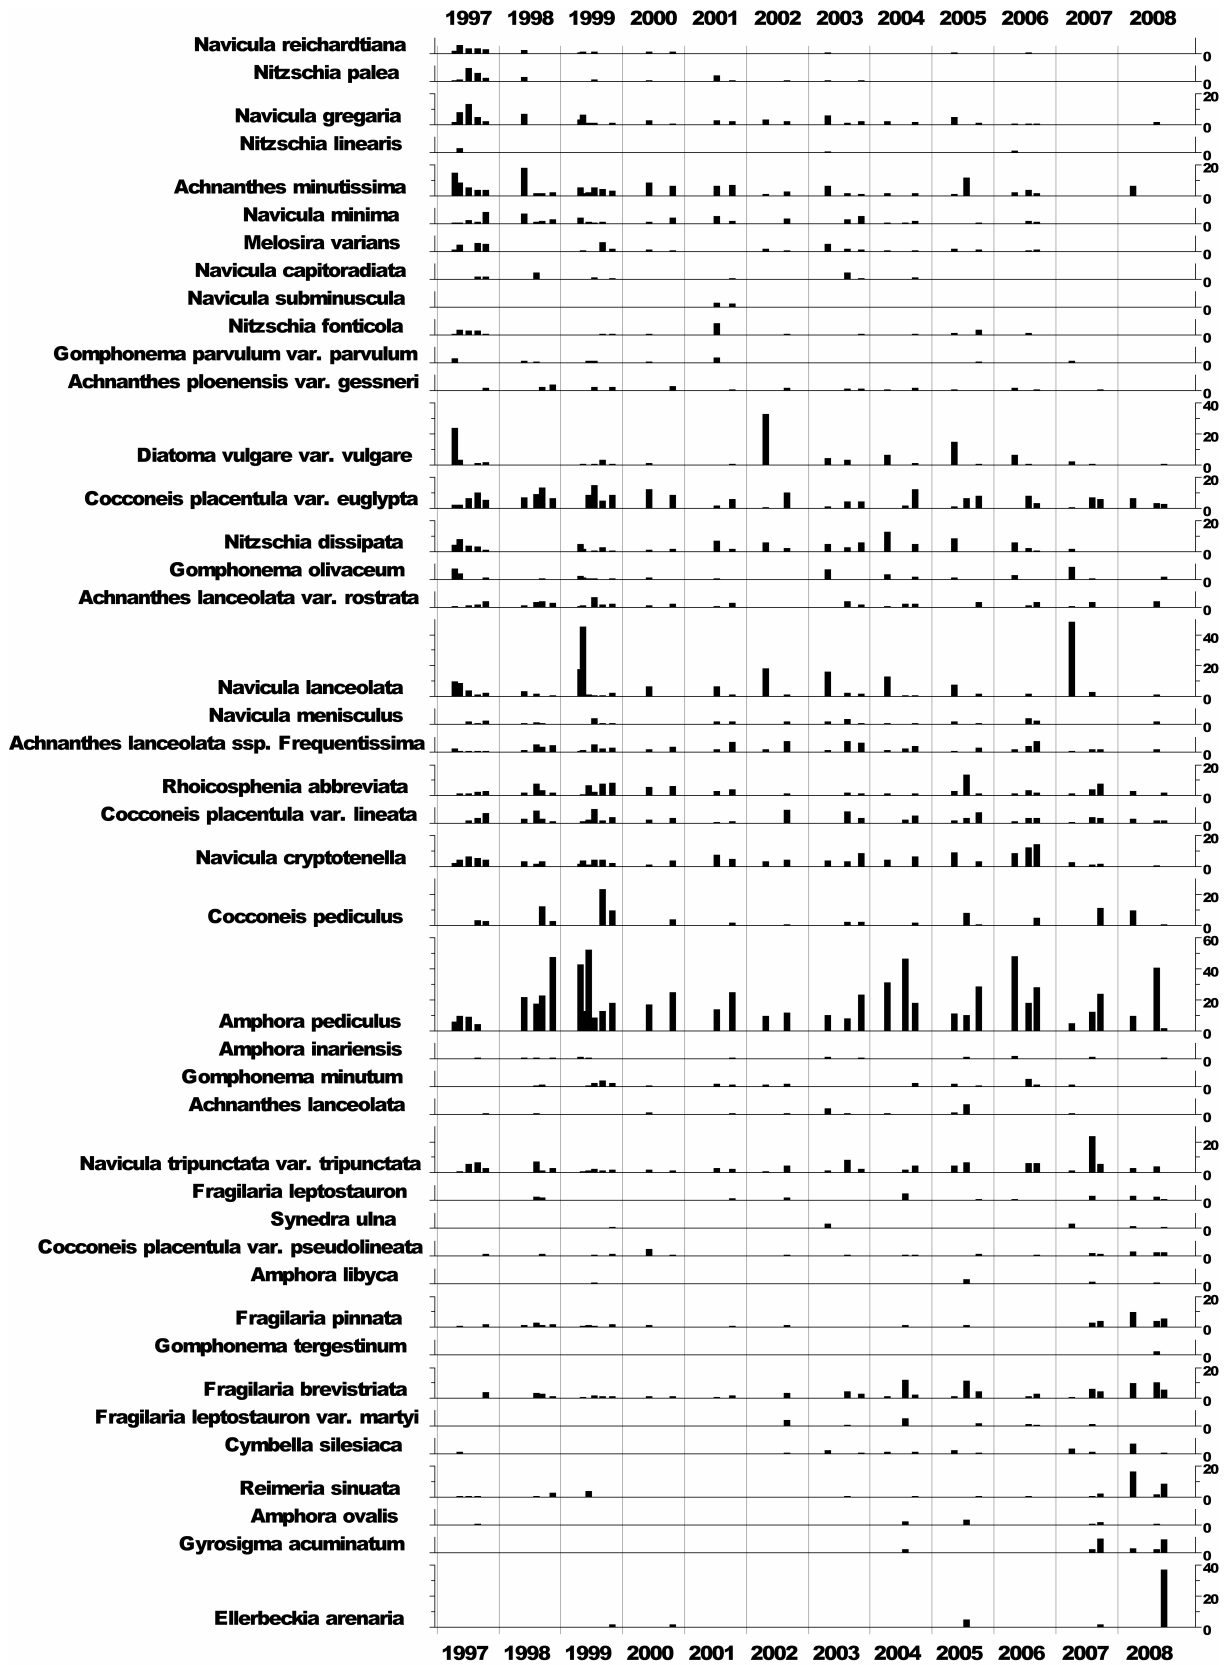 1997 1998 1999 2000 2001 2002 2003 2004 2005 2006 2007 2008
Navicula reichardtiana 0
Nitzschia palea 0
20
Navicula gregaria 0
Nitzschia linearis 0
20
Achnanthes minutissima 0
Navicula minima 0
Melosira varians 0
Navicula capitoradiata 0
Navicula subminuscula 0
Nitzschia fonticola 0
Gomphonema parvulum var. parvulum 0
Achnanthes ploenensis var. gessneri 0
40
20
Diatoma vulgare var. vulgare 0
20
Cocconeis placentula var. euglypta 0
20
Nitzschia dissipata 0
Gomphonema olivaceum 0
Achnanthes lanceolata var. rostrata 0
40
20
Navicula lanceolata 0
Navicula menisculus 0
Achnanthes lanceolata ssp. Frequentissima 0
20
Rhoicosphenia abbreviata 0
Cocconeis placentula var. lineata 0
20
Navicula cryptotenella 0
20
Cocconeis pediculus 0
60
40
20
Amphora pediculus 0
Amphora inariensis 0
Gomphonema minutum 0
Achnanthes lanceolata 0
20
Navicula tripunctata var. tripunctata 0
Fragilaria leptostauron 0
Synedra ulna 0
Cocconeis placentula var. pseudolineata 0
Amphora libyca 0
20
Fragilaria pinnata 0
Gomphonema tergestinum 0
20
Fragilaria brevistriata 0
Fragilaria leptostauron var. martyi 0
Cymbella silesiaca 0
20
Reimeria sinuata 0
Amphora ovalis 0
Gyrosigma acuminatum 0
40
20
Ellerbeckia arenaria 0
1997 1998 1999 2000 2001 2002 2003 2004 2005 2006 2007 2008